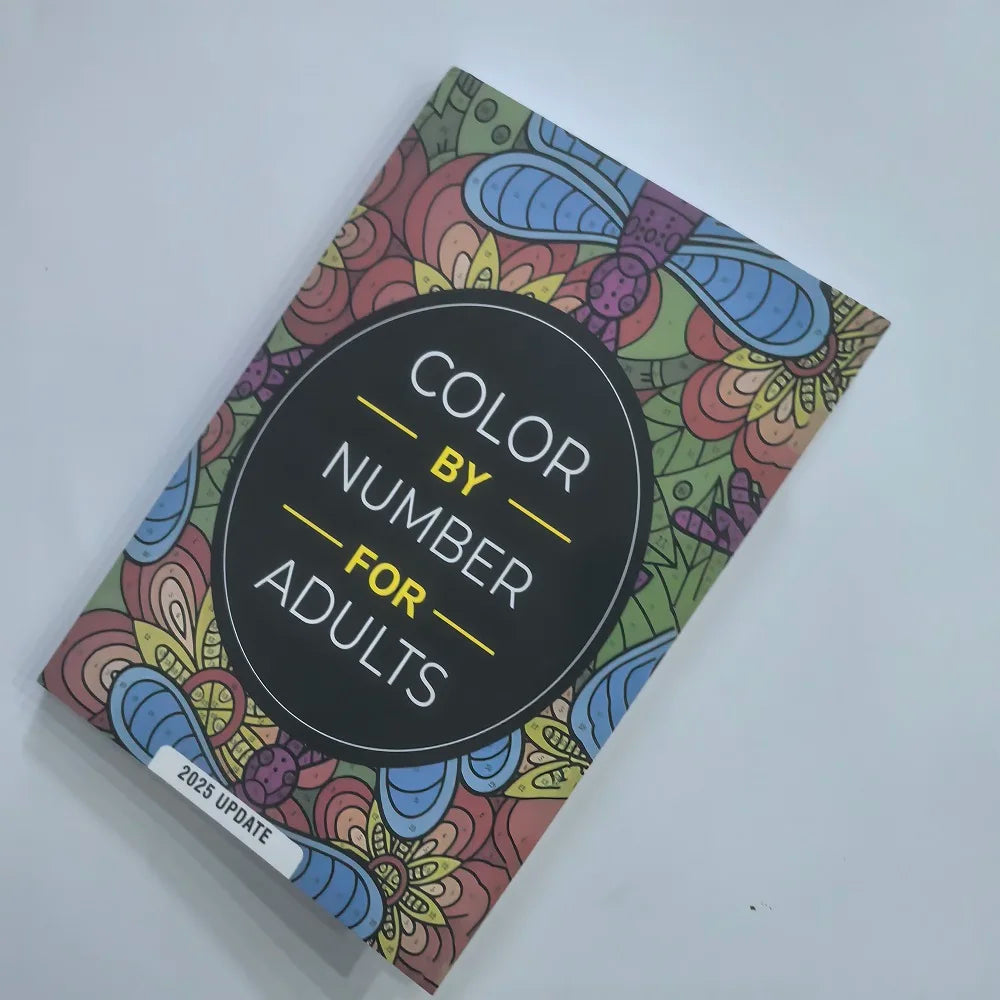 COLOR
BY
NUMBER
FOR
ADULTS
2025 UPDATE